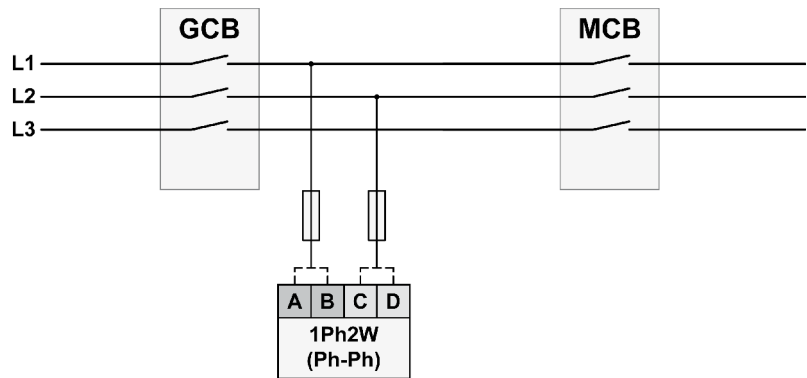 GCB MCB
L1
L2
L3
A B C D
1Ph2W
(Ph-Ph)